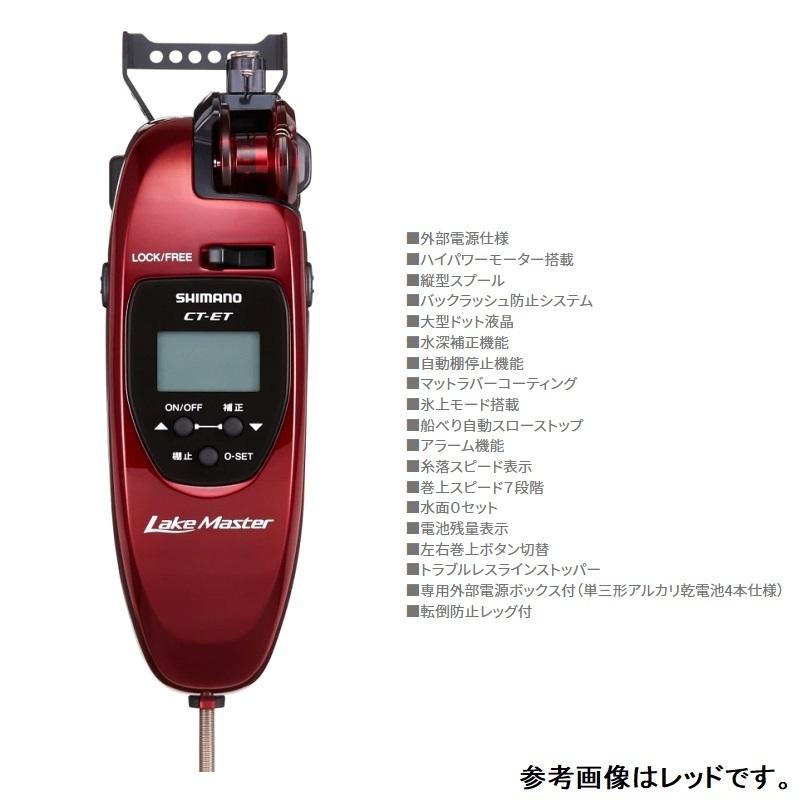 LOCK/FREE
SHIMANO
CT-ET
ON/OFF 補正
棚止 0-SET
Lake Master
■外部電源仕様
■ハイパワーモーター搭載
■縦型スプール
■バックラッシュ防止システム
■大型ドット液晶
■水深補正機能
■自動棚停止機能
■マットラバーコーティング
■氷上モード搭載
■船べり自動スローストップ
■アラーム機能
■糸落スピード表示
■巻上スピード7段階
■水面0セット
■電池残量表示
■左右巻上ボタン切替
■トラブルレスラインストッパー
■専用外部電源ボックス付(単三形アルカリ乾電池4本仕様)
■転倒防止レッグ付
参考画像はレッドです。